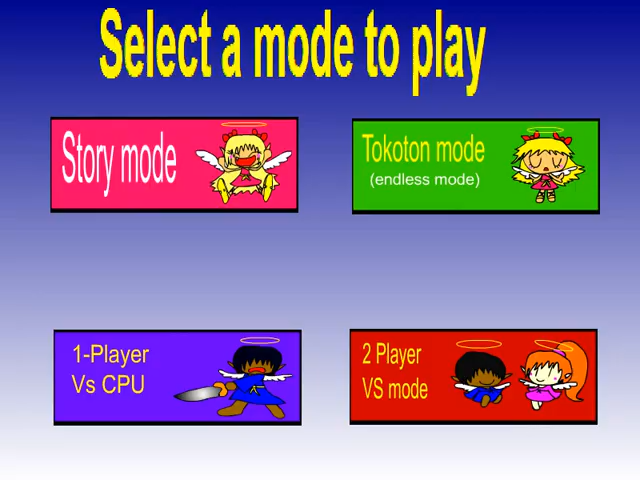 Select a mode to play
Story mode
Tokoton mode
(endless mode)
1-Player
Vs CPU
2 Player
VS mode